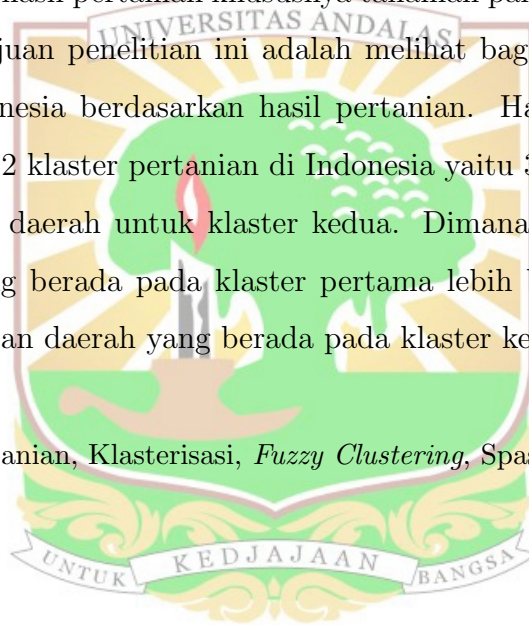 hasil pertanian khususnya tanaman pa
UNIVERSITAS ANDALAS
juan penelitian ini adalah melihat bag
nesia berdasarkan hasil pertanian. Ha
2 klaster pertanian di Indonesia yaitu
daerah untuk klaster kedua. Dimana
g berada pada klaster pertama lebih
an daerah yang berada pada klaster ke
anian, Klasterisasi, Fuzzy Clustering, Spas
UNTUK KEDJAJAAN BANGSA